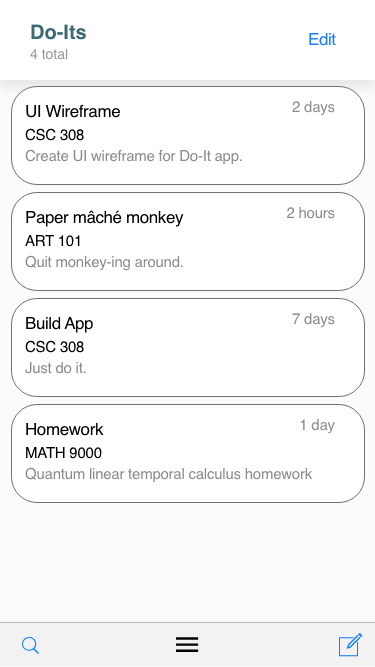 Do-Its
4 total
Edit
UI Wireframe
2 days
CSC 308
Create UI wireframe for Do-It app.
Paper mâché monkey
2 hours
ART 101
Quit monkey-ing around.
Build App
7 days
CSC 308
Just do it.
Homework
1 day
MATH 9000
Quantum linear temporal calculus homework